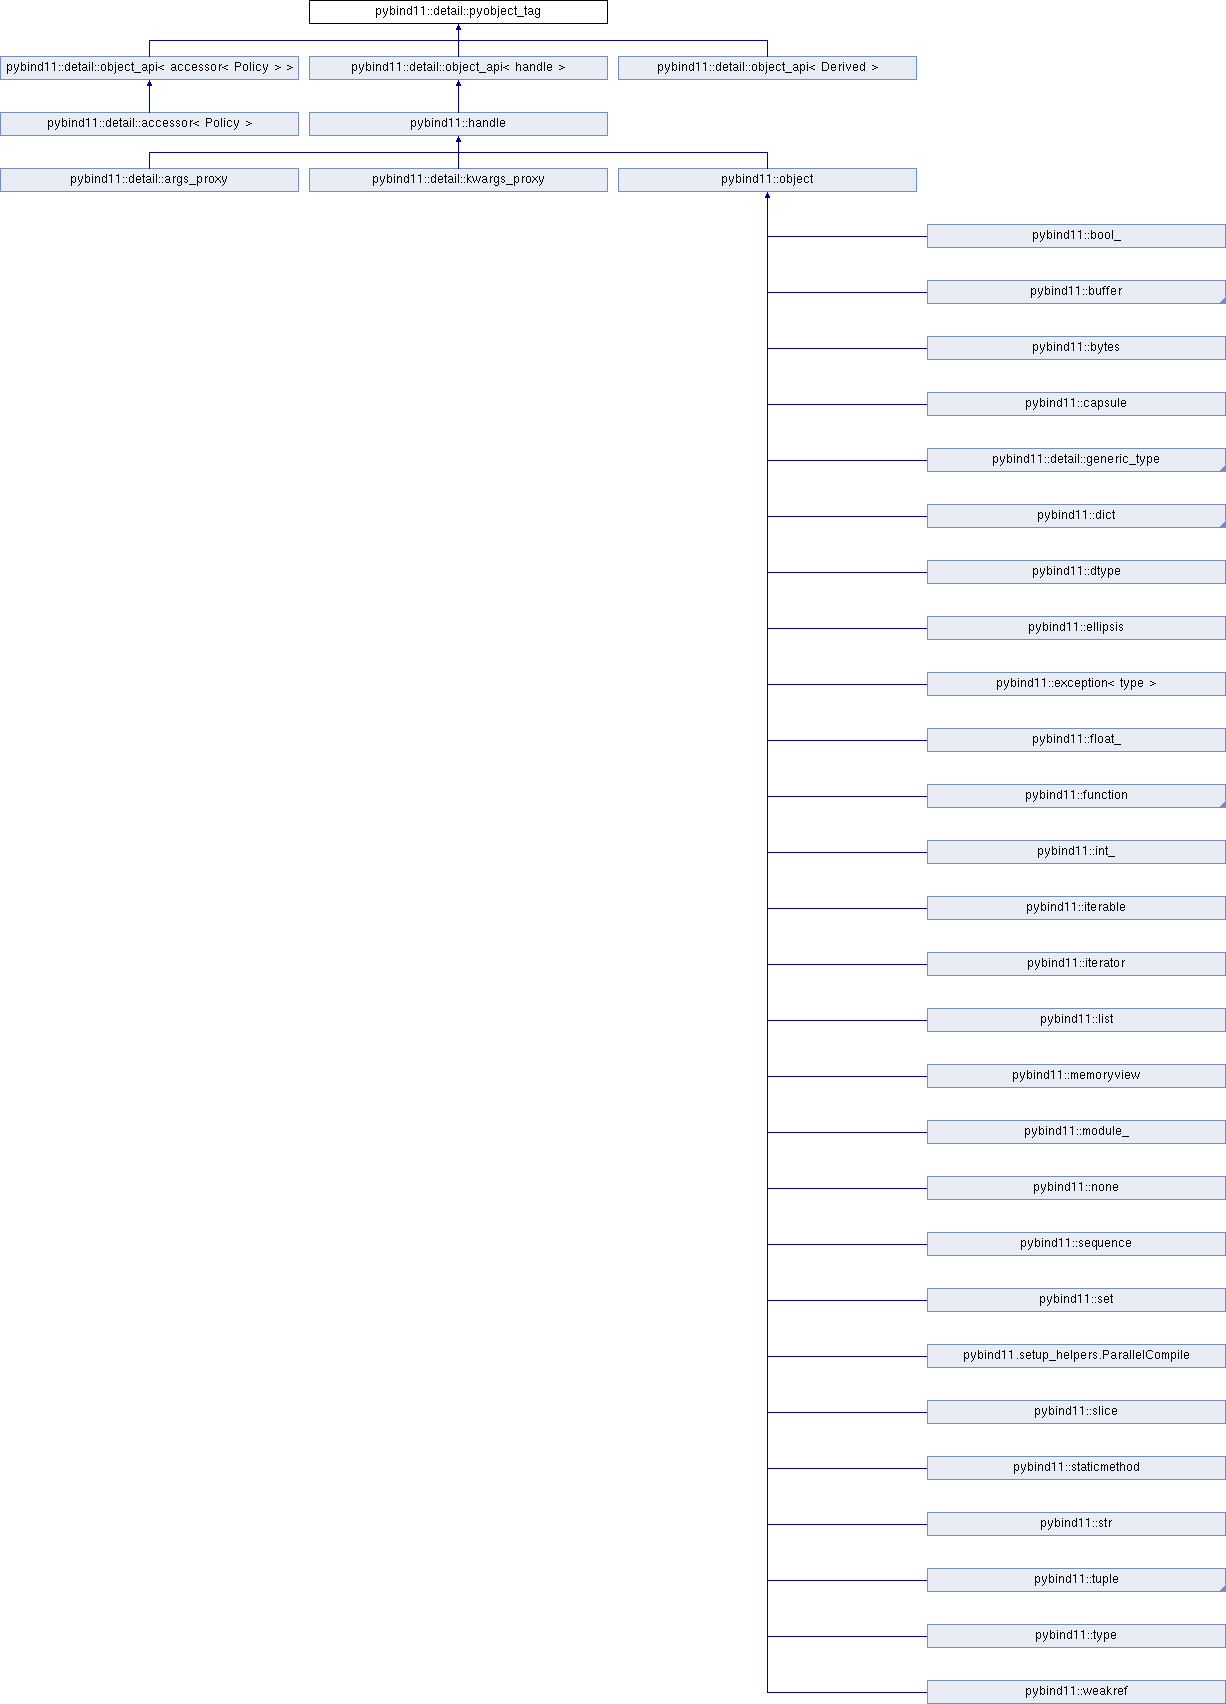 pybind11::detail::pyobject_tag
pybind11::detail::object_api< accessor< Policy > >
pybind11::detail::object_api< handle >
pybind11::detail::object_api< Derived >
pybind11::detail::accessor< Policy >
pybind11::handle
pybind11::detail::args_proxy
pybind11::detail::kwargs_proxy
pybind11::object
pybind11::bool_
pybind11::buffer
pybind11::bytes
pybind11::capsule
pybind11::detail::generic_type
pybind11::dict
pybind11::dtype
pybind11::ellipsis
pybind11::exception< type >
pybind11::float_
pybind11::function
pybind11::int_
pybind11::iterable
pybind11::iterator
pybind11::list
pybind11::memoryview
pybind11::module_
pybind11::none
pybind11::sequence
pybind11::set
pybind11.setup_helpers.ParallelCompile
pybind11::slice
pybind11::staticmethod
pybind11::str
pybind11::tuple
pybind11::type
pybind11::weakref